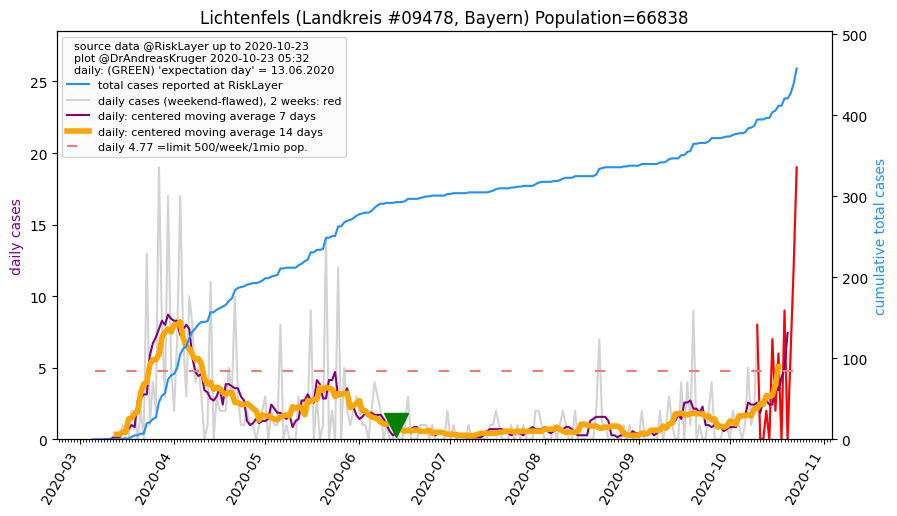 Lichtenfels (Landkreis #09478, Bayern) Population=66838
source data @RiskLayer up to 2020-10-23
plot @DrAndreasKruger 2020-10-23 05:32
daily: (GREEN) 'expectation day' = 13.06.2020
total cases reported at RiskLayer
daily cases (weekend-flawed), 2 weeks: red
daily: centered moving average 7 days
daily: centered moving average 14 days
daily 4.77 =limit 500/week/1mio pop.
daily cases
25
20
15
10
5
0
cumulative total cases
500
400
300
200
100
0
2020-03
2020-04
2020-05
2020-06
2020-07
2020-08
2020-09
2020-10
2020-11